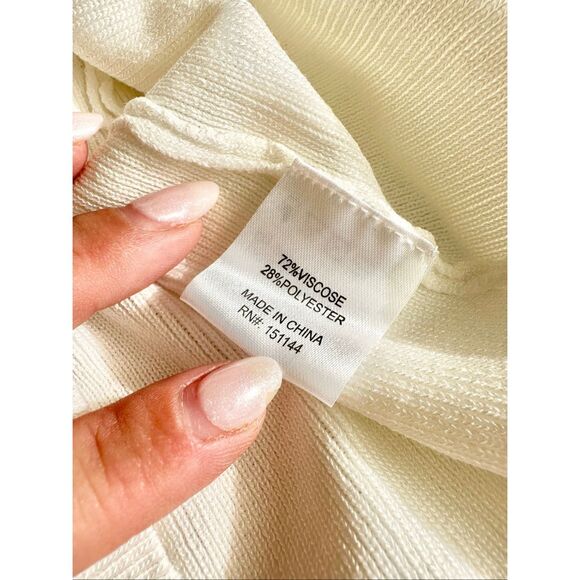 72%VISCOSE
28%POLYESTER
MADE IN CHINA
RN#: 151144